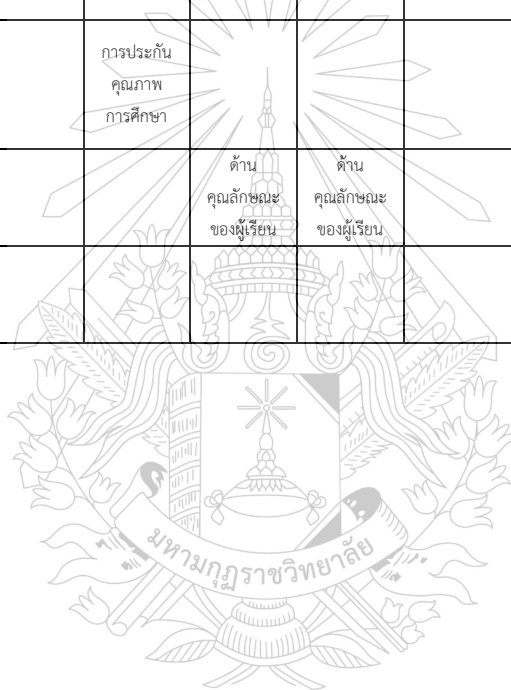 การประกัน
คุณภาพ
การศึกษา
ด้าน ด้าน
คุณลักษณะ คุณลักษณะ
ของผู้เรียน ของผู้เรียน
มหามกุฏราชวิทยาลัย